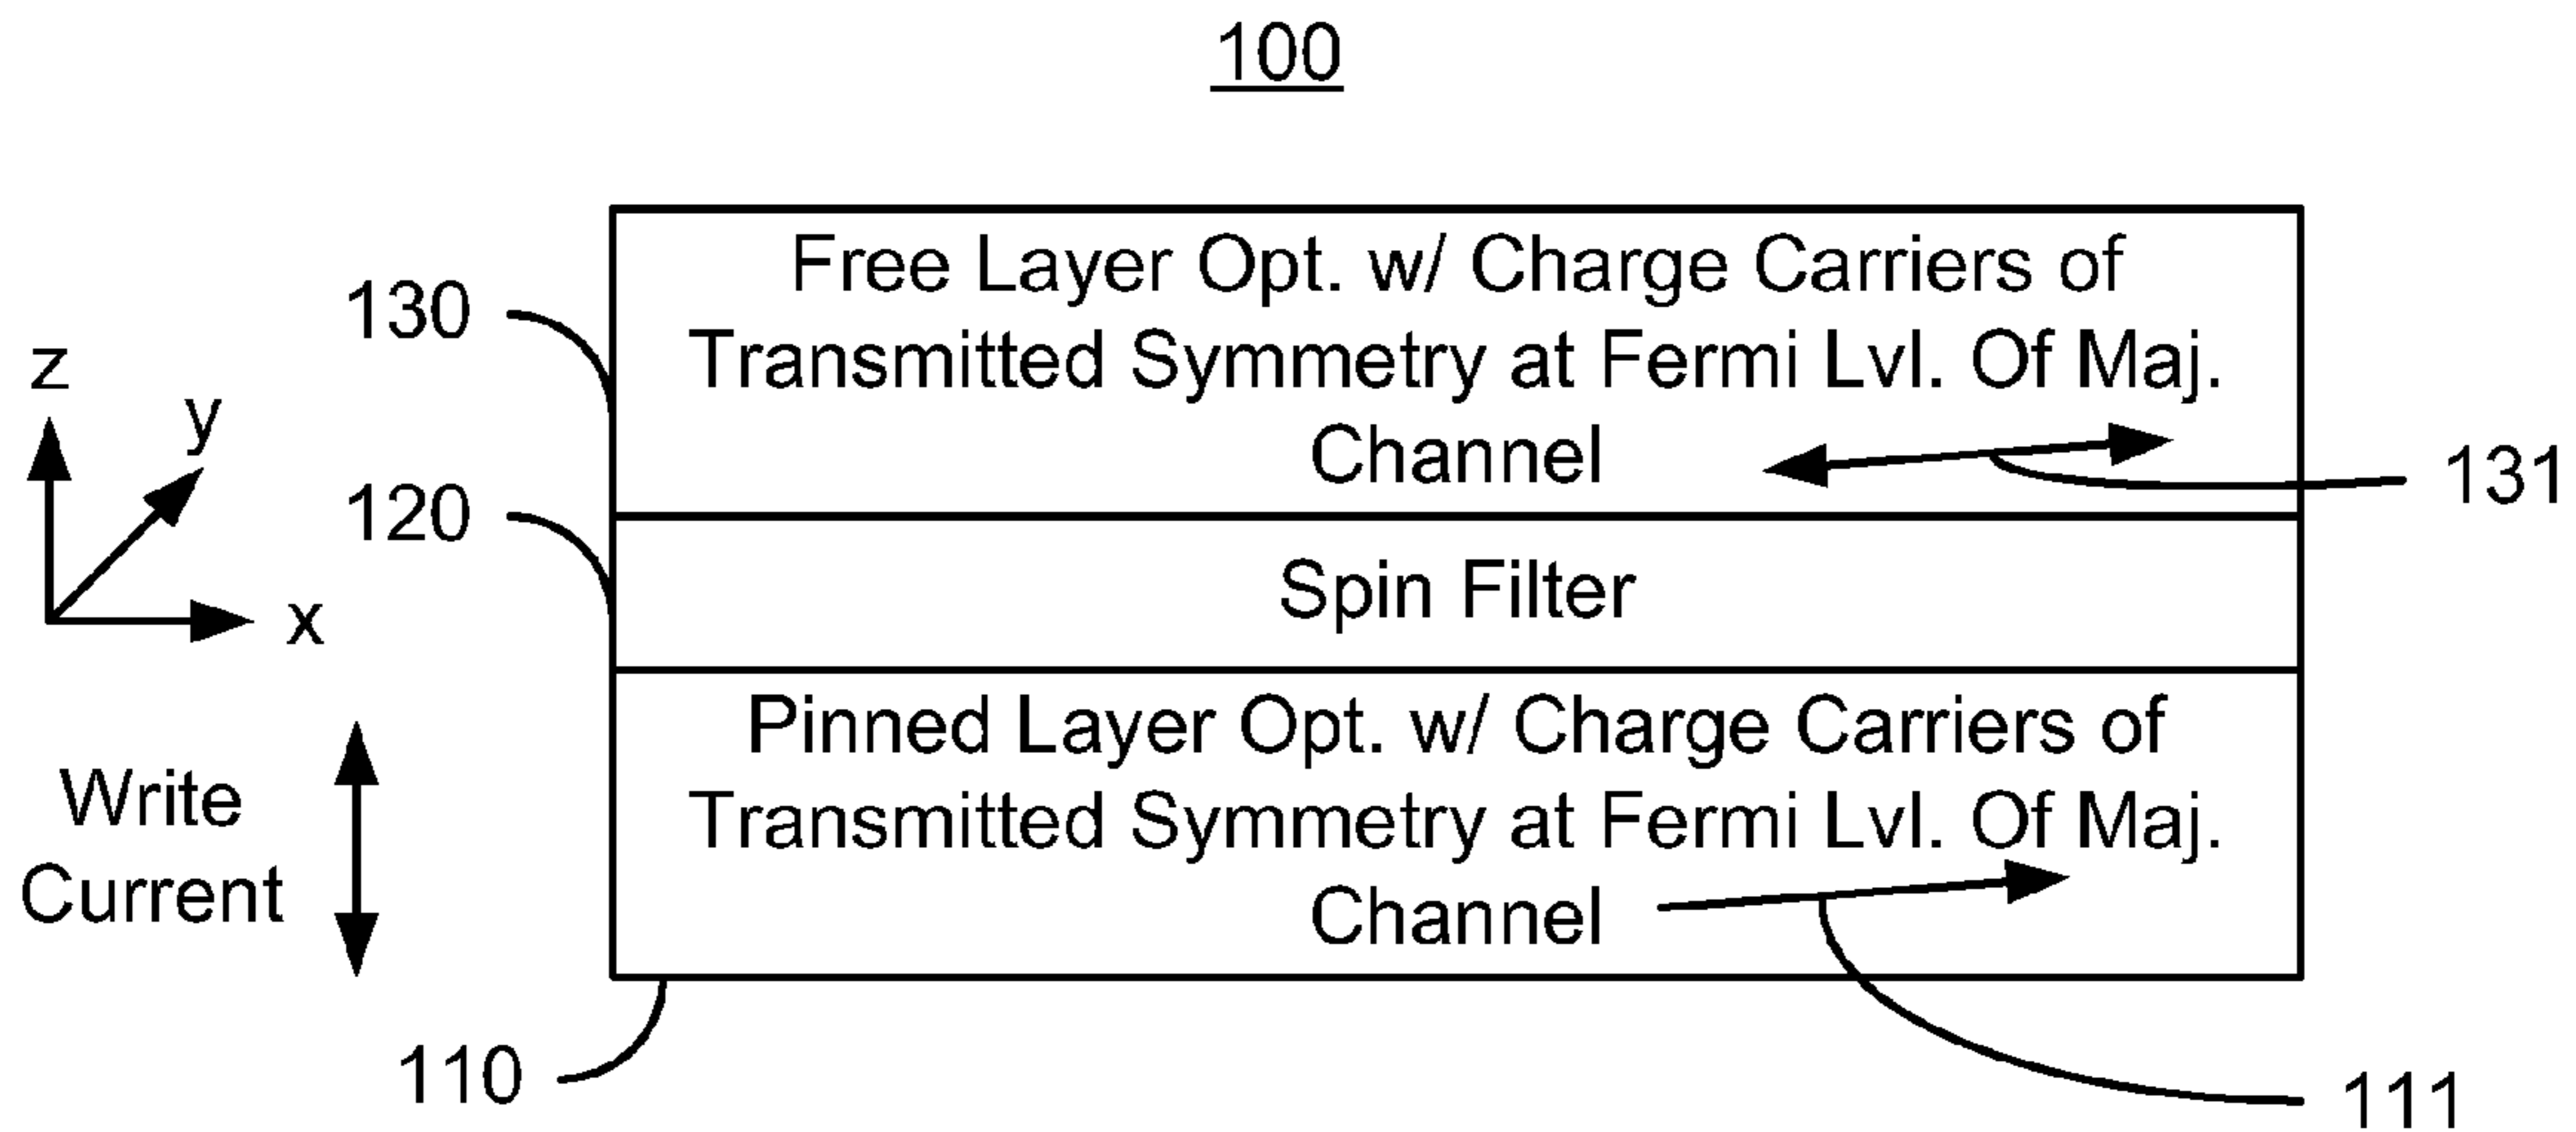 100
Free Layer Opt. w/ Charge Carriers of
Transmitted Symmetry at Fermi Lvl. Of Maj.
Channel
130
131
z
y
x
120
Spin Filter
Pinned Layer Opt. w/ Charge Carriers of
Transmitted Symmetry at Fermi Lvl. Of Maj.
Channel
Write
Current
110
111